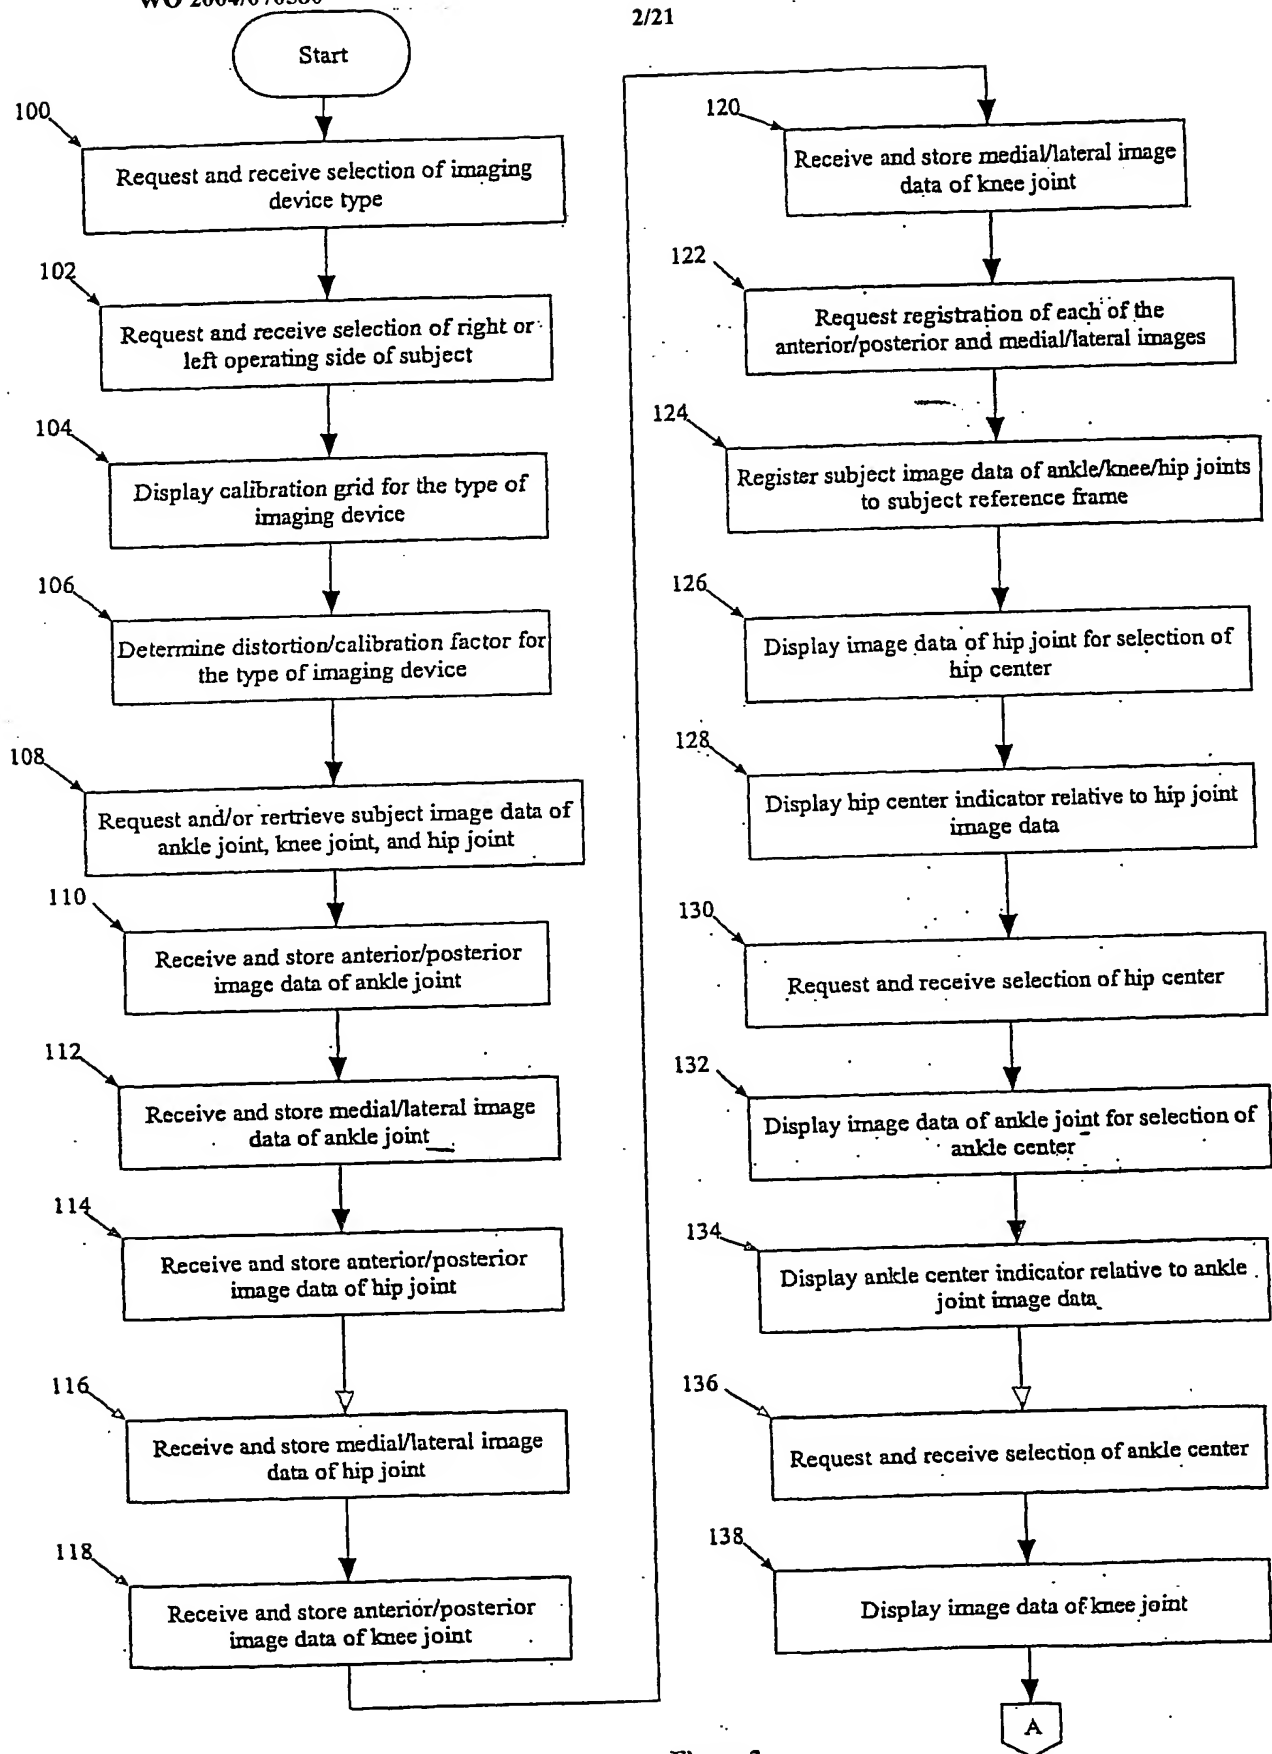 2/21
Start
100
Request and receive selection of imaging
device type
102
Request and receive selection of right or
left operating side of subject
104
Display calibration grid for the type of
imaging device
106
Determine distortion/calibration factor for
the type of imaging device
108
Request and/or rertrieve subject image data of
ankle joint, knee joint, and hip joint
110
Receive and store anterior/posterior
image data of ankle joint
112
Receive and store medial/lateral image
data of ankle joint
114
Receive and store anterior/posterior
image data of hip joint
116
Receive and store medial/lateral image
data of hip joint
118
Receive and store anterior/posterior
image data of knee joint
120
Receive and store medial/lateral image
data of knee joint
122
Request registration of each of the
anterior/posterior and medial/lateral images
124
Register subject image data of ankle/knee/hip joints
to subject reference frame
126
Display image data of hip joint for selection of
hip center
128
Display hip center indicator relative to hip joint
image data
130
Request and receive selection of hip center
132
Display image data of ankle joint for selection of
ankle center
134
Display ankle center indicator relative to ankle
joint image data
136
Request and receive selection of ankle center
138
Display image data of knee joint
A